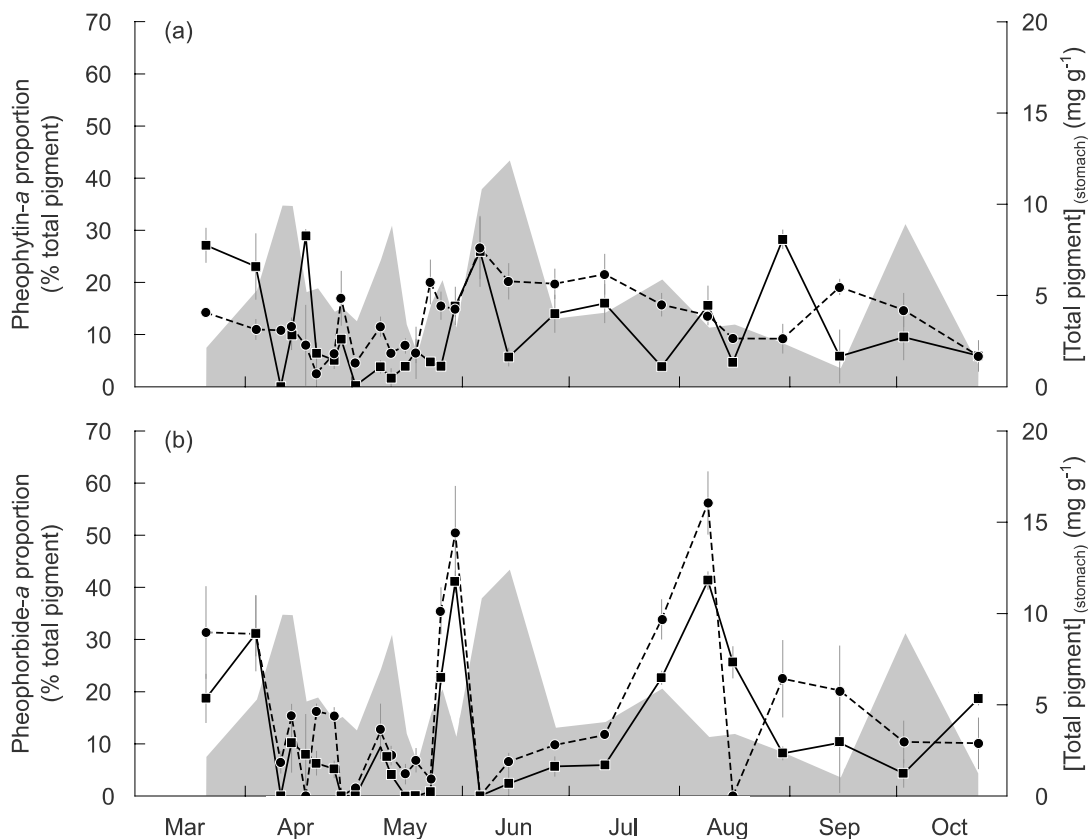 (a)
Pheophytin-a proportion
(% total pigment)
70
60
50
40
30
20
10
0
20
15
10
5
0
[Total pigment] (stomach) (mg g-1)
(b)
Pheophorbide-a proportion
(% total pigment)
70
60
50
40
30
20
10
0
20
15
10
5
0
[Total pigment] (stomach) (mg g-1)
Mar Apr May Jun Jul Aug Sep Oct